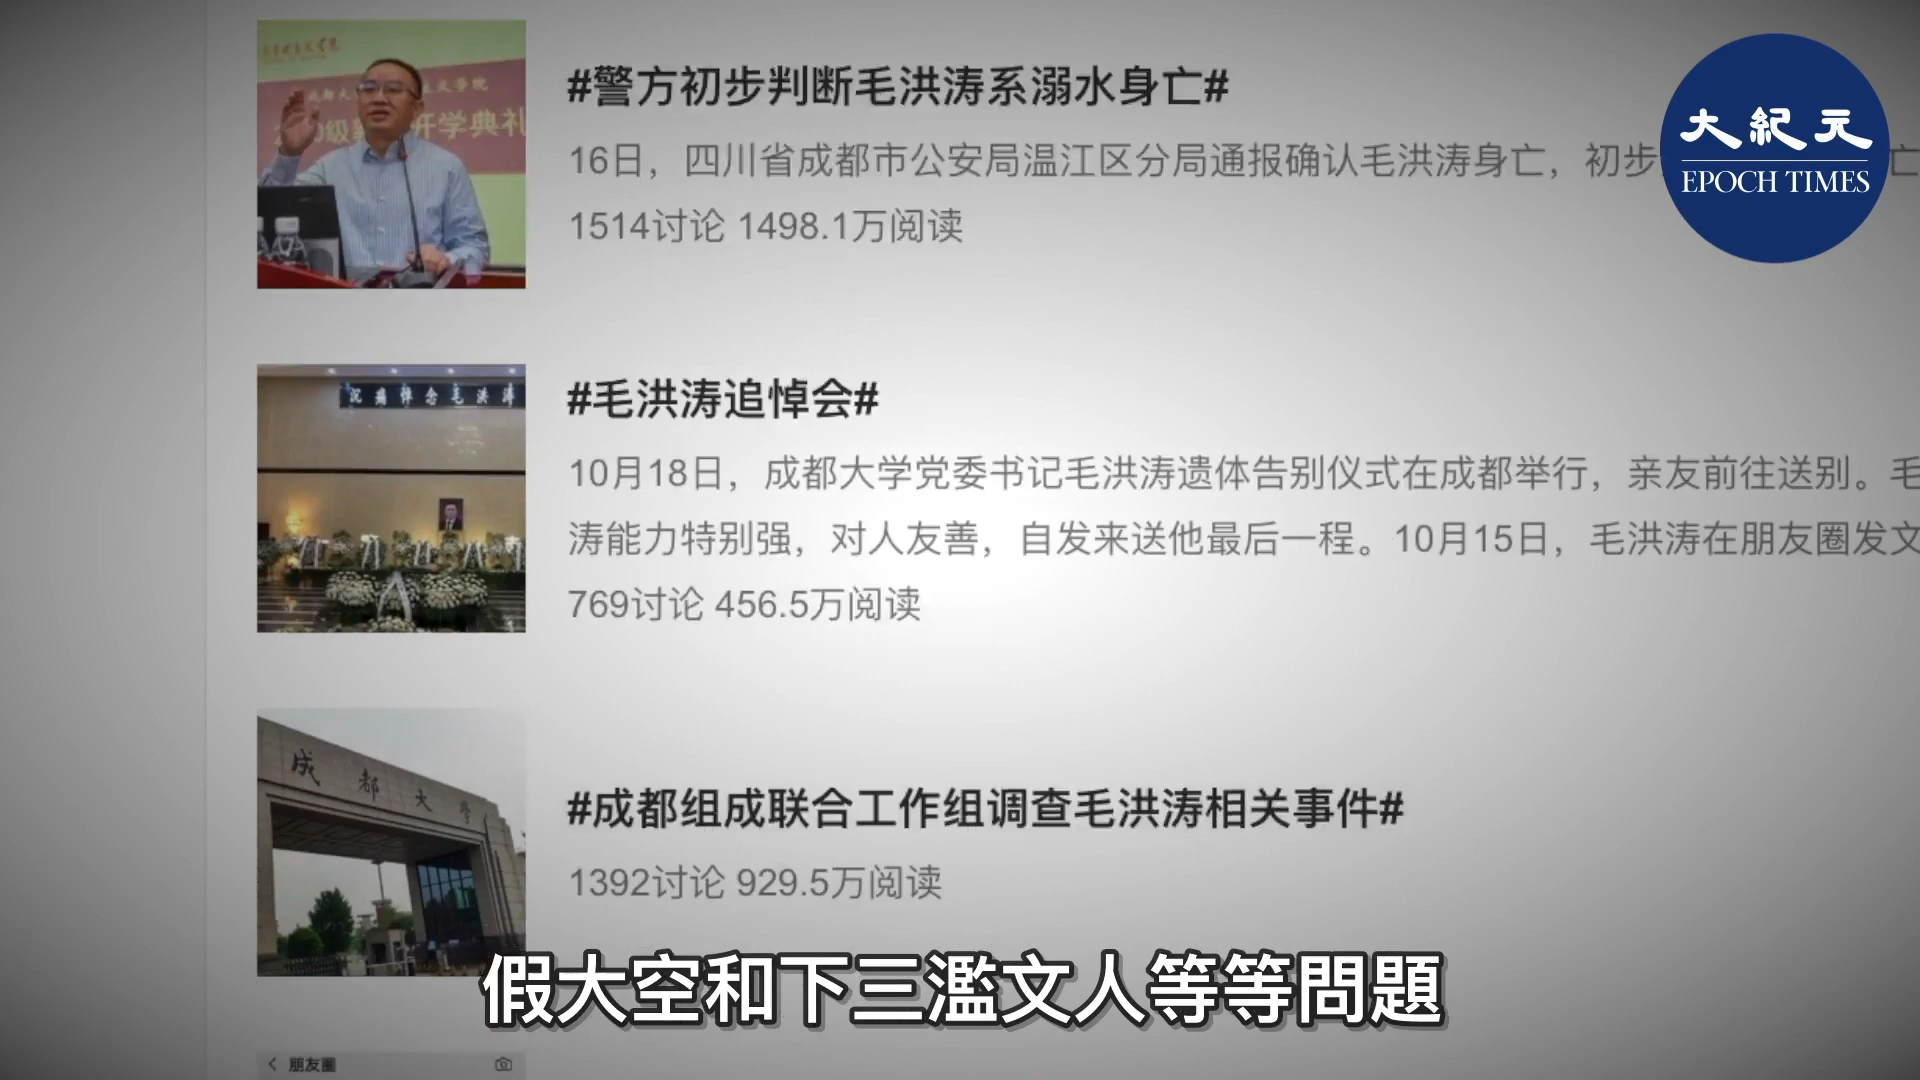 #警方初步判断毛洪涛系溺水身亡#
16日，四川省成都市公安局温江区分局通报确认毛洪涛身亡，初步
亡
1514讨论 1498.1万阅读
大紀元
EPOCH TIMES
开学典礼
沉痛悼念毛洪涛
#毛洪涛追悼会#
10月18日，成都大学党委书记毛洪涛遗体告别仪式在成都举行，亲友前往送别。毛
涛能力特别强，对人友善，自发来送他最后一程。10月15日，毛洪涛在朋友圈发文
769讨论 456.5万阅读
成都大学
#成都组成联合工作组调查毛洪涛相关事件#
1392讨论 929.5万阅读
假大空和下三濫文人等等問題
朋友圈